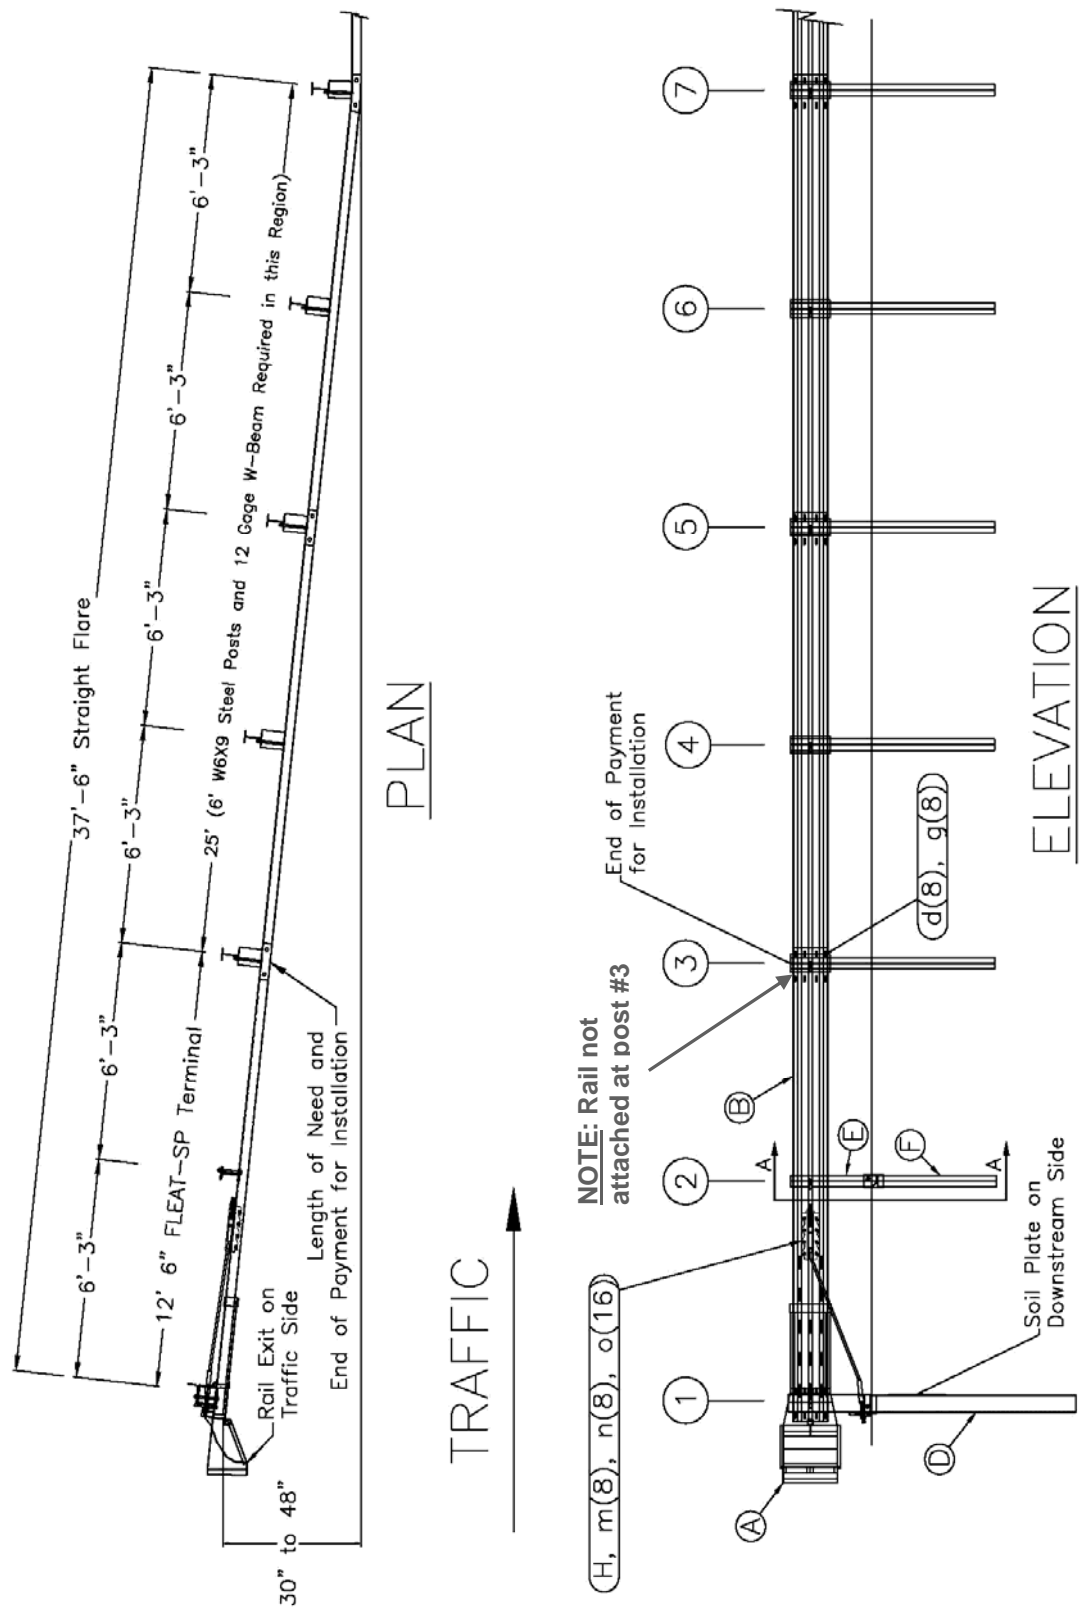 37'-6" Straight Flare
6'-3"
6'-3"
6'-3"
6'-3"
6'-3"
6'-3"
12' 6" FLEAT-SP Terminal
25' (6' W6X9 Steel Posts and 12 Gage W-Beam Required in this Region)
Rail Exit on
Traffic Side
Length of Need and
End of Payment for Installation
30" to 48"
PLAN
TRAFFIC
H, m(8), n(8), o(16)
NOTE: Rail not
attached at post #3
End of Payment
for Installation
1
2
3
4
5
6
7
A
B
A
A
E
F
D
Soil Plate on
Downstream Side
d(8), g(8)
ELEVATION